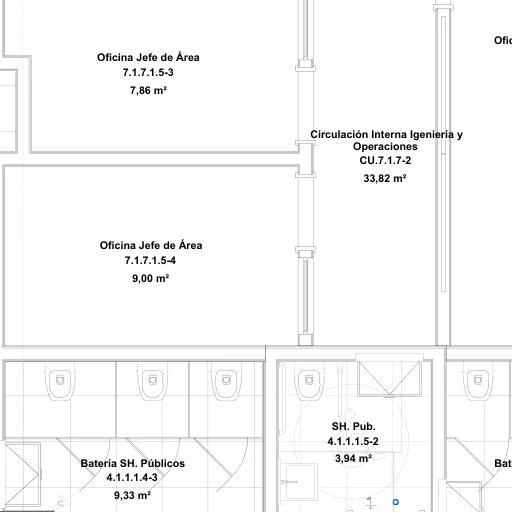 Oficina Jefe de Área
7.1.7.1.5-3
7,86 m²
Ofic
Circulación Interna Igeniería y
Operaciones
CU.7.1.7-2
33,82 m²
Oficina Jefe de Área
7.1.7.1.5-4
9,00 m²
SH. Pub.
4.1.1.1.5-2
3,94 m²
Batería SH. Públicos
4.1.1.1.4-3
9,33 m²
Bat